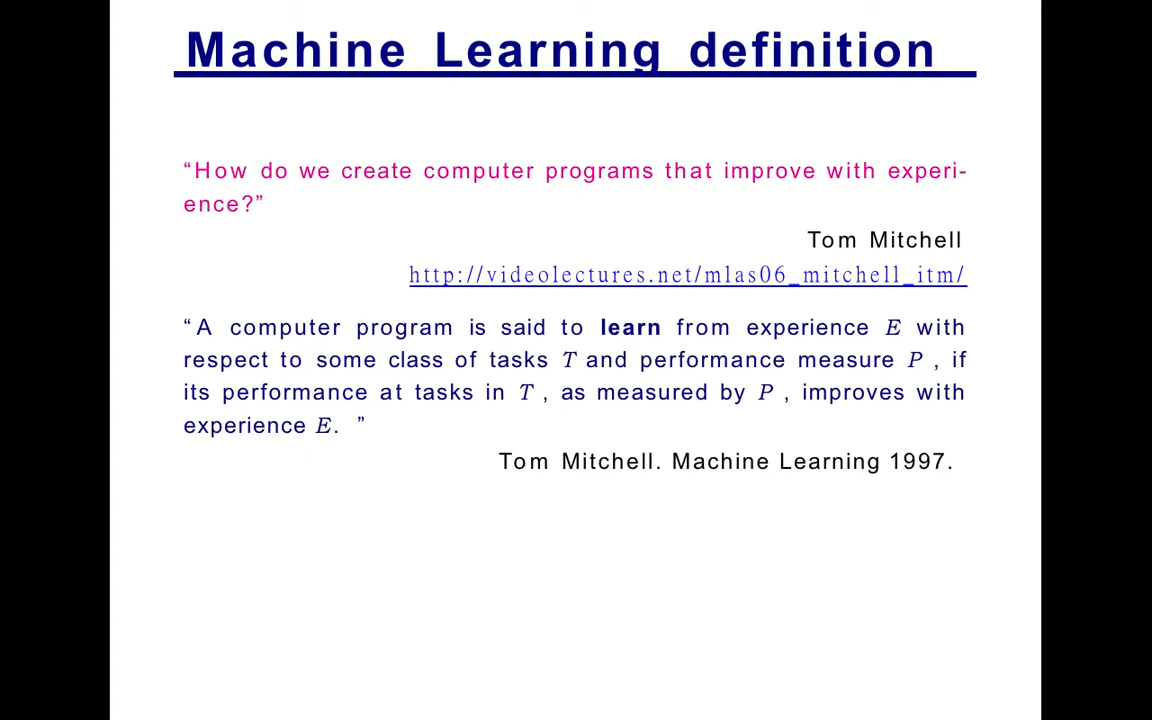 Machine Learning definition
“How do we create computer programs that improve with experi-
ence?”
Tom Mitchell
http://videolectures.net/mlas06_mitchell_itm/
“A computer program is said to learn from experience E with
respect to some class of tasks T and performance measure P , if
its performance at tasks in T , as measured by P , improves with
experience E. ”
Tom Mitchell. Machine Learning 1997.